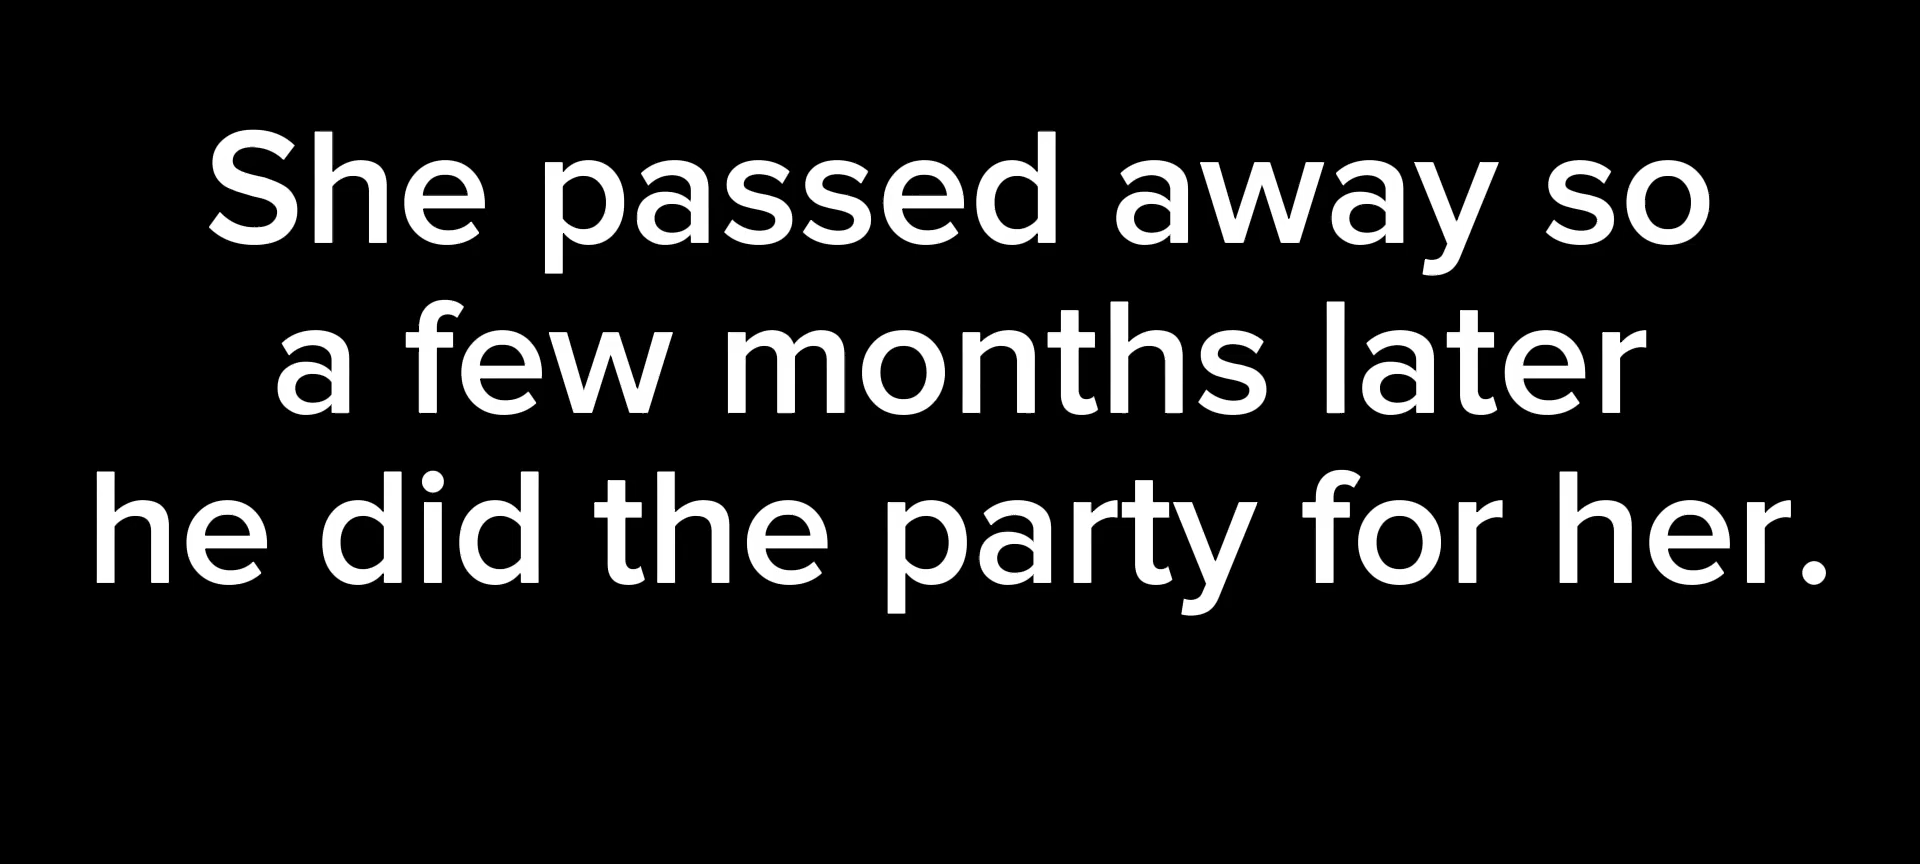 She passed away so
a few months later
he did the party for her.